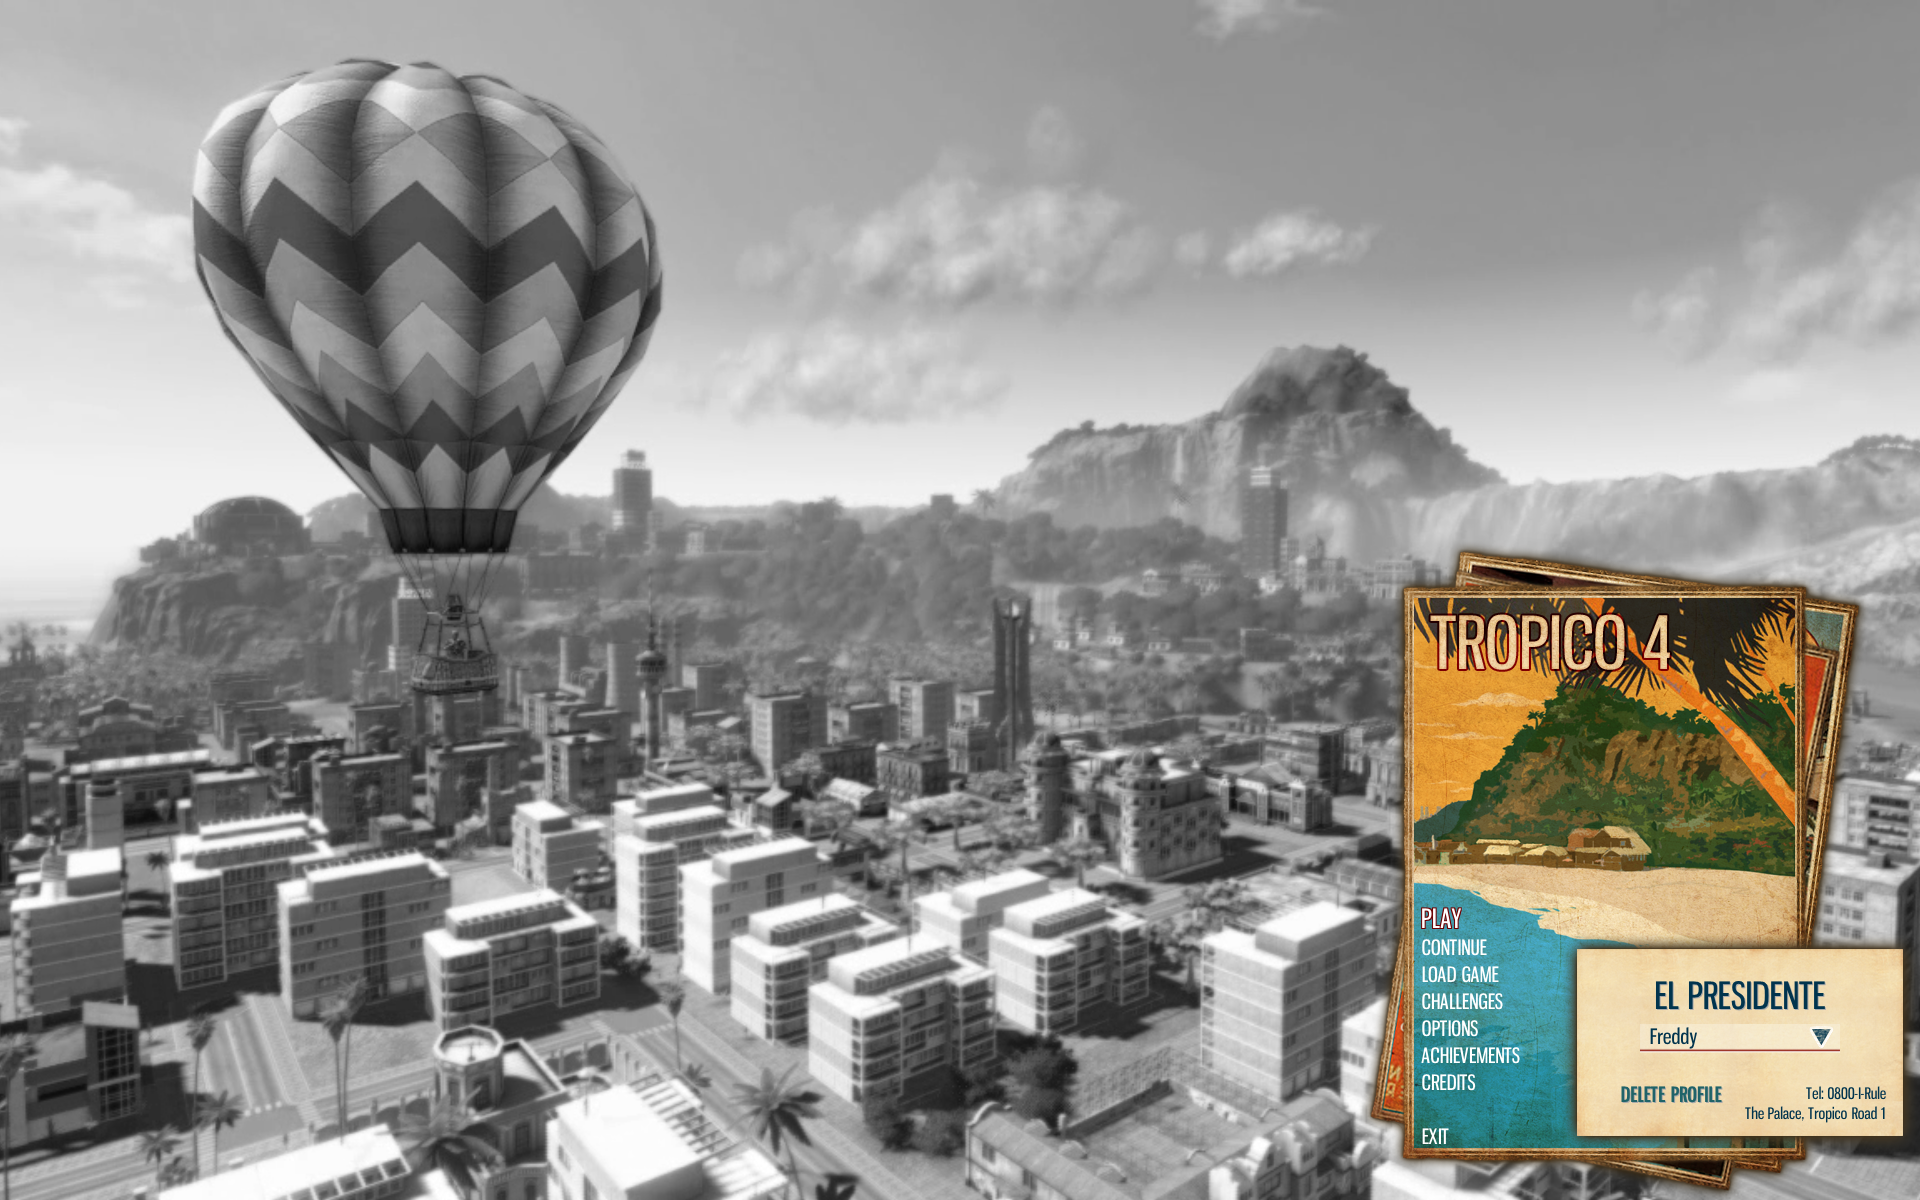 TROPICO 4
PLAY
CONTINUE
LOAD GAME
CHALLENGES
OPTIONS
ACHIEVEMENTS
CREDITS
EXIT
EL PRESIDENTE
Freddy
DELETE PROFILE
Tel: 0800-I-Rule
The Palace, Tropico Road 1